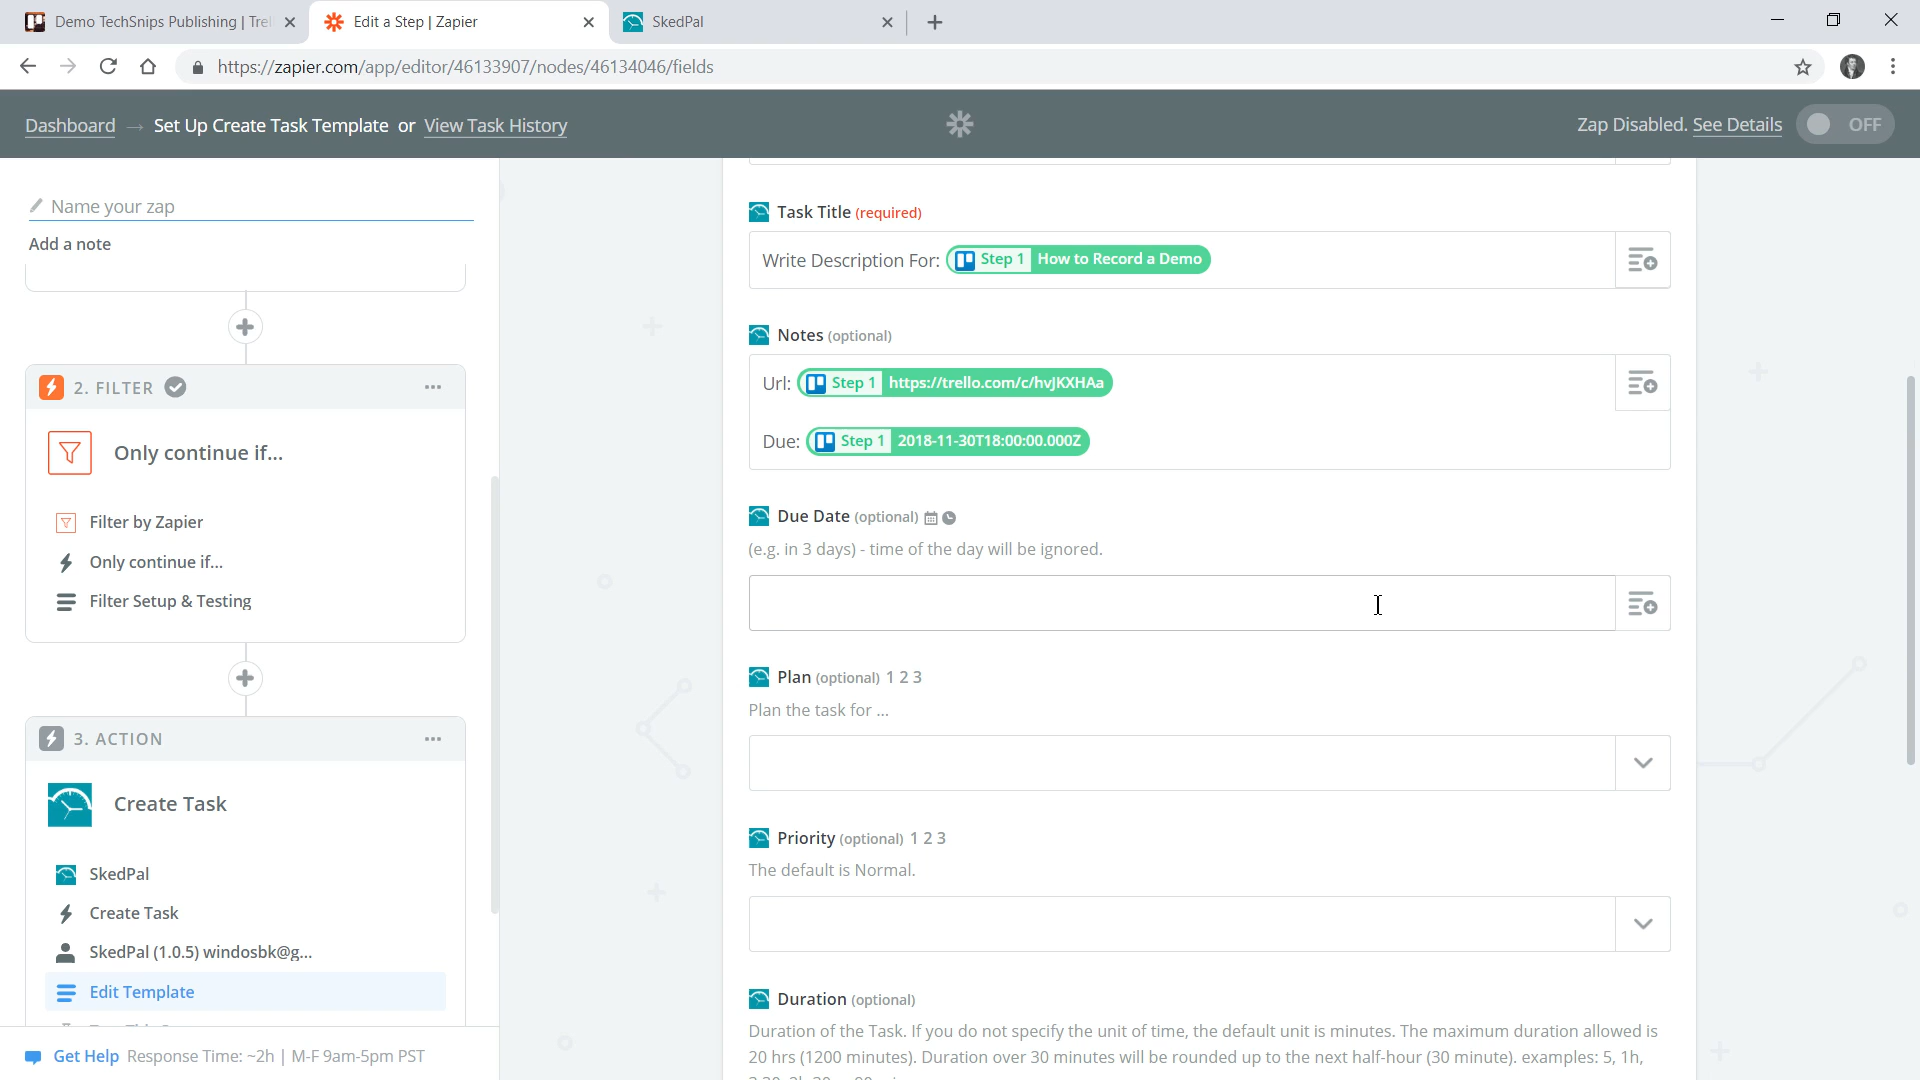 Demo TechSnips Publishing | Trel
Edit a Step | Zapier
SkedPal
https://zapier.com/app/editor/46133907/nodes/46134046/fields
Dashboard → Set Up Create Task Template or View Task History
Zap Disabled. See Details OFF
Name your zap
Add a note
2. FILTER
Only continue if...
Filter by Zapier
Only continue if...
Filter Setup & Testing
3. ACTION
Create Task
SkedPal
Create Task
SkedPal (1.0.5) windosbk@g...
Edit Template
Get Help Response Time: ~2h | M-F 9am-5pm PST
Task Title (required)
Write Description For: Step 1 How to Record a Demo
Notes (optional)
Url: Step 1 https://trello.com/c/hvJKXHAa
Due: Step 1 2018-11-30T18:00:00.000Z
Due Date (optional)
(e.g. in 3 days) - time of the day will be ignored.
Plan (optional) 1 2 3
Plan the task for ...
Priority (optional) 1 2 3
The default is Normal.
Duration (optional)
Duration of the Task. If you do not specify the unit of time, the default unit is minutes. The maximum duration allowed is
20 hrs (1200 minutes). Duration over 30 minutes will be rounded up to the next half-hour (30 minute). examples: 5, 1h,